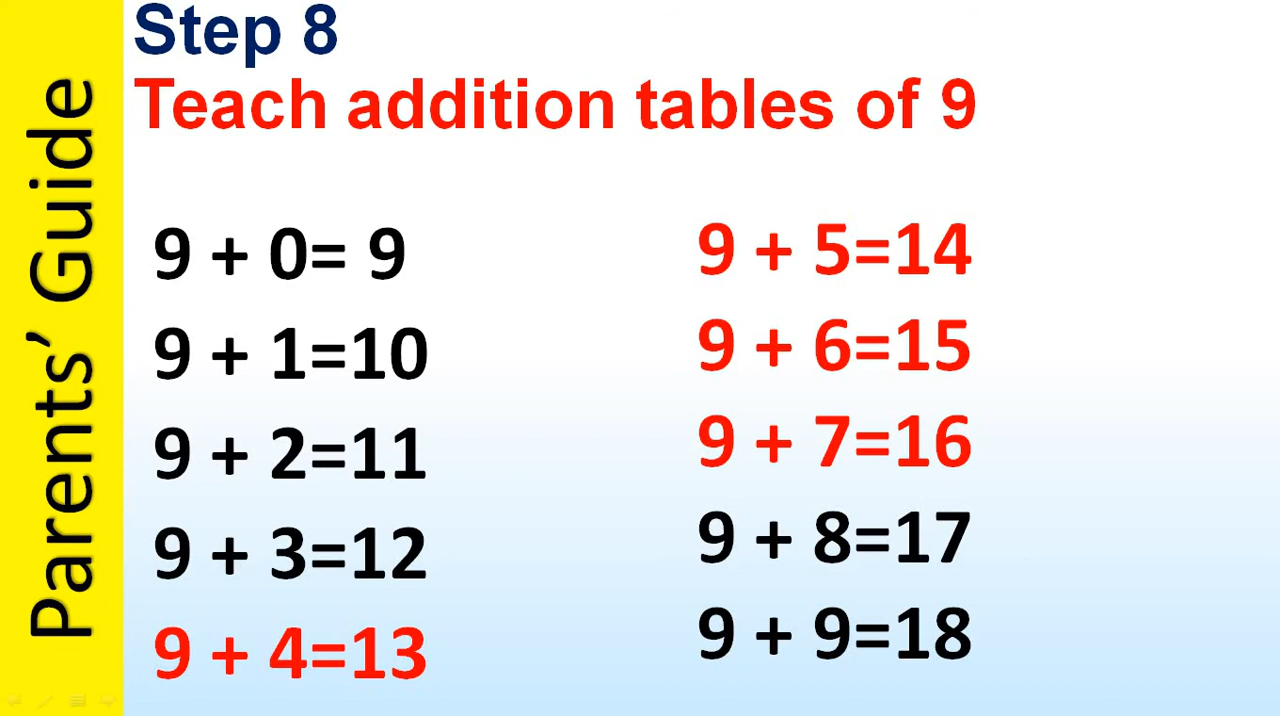 Parents’ Guide
Step 8
Teach addition tables of 9
9 + 0= 9
9 + 1=10
9 + 2=11
9 + 3=12
9 + 4=13
9 + 5=14
9 + 6=15
9 + 7=16
9 + 8=17
9 + 9=18